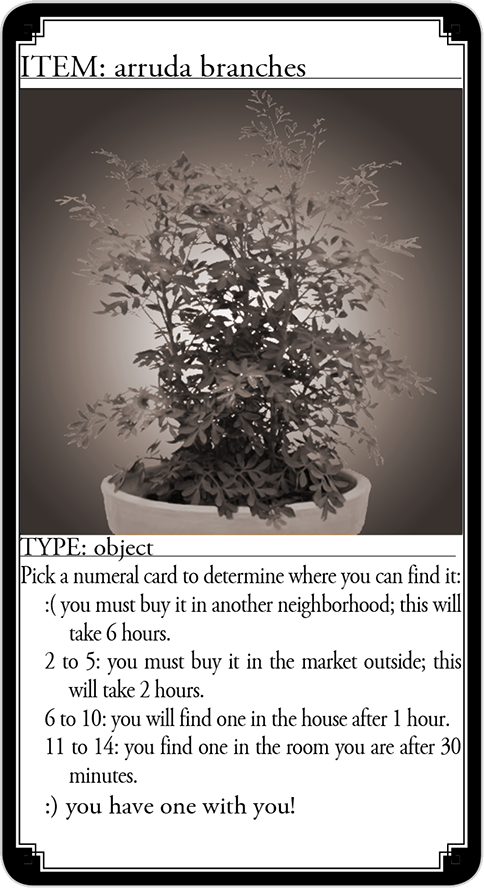 ITEM: arruda branches
TYPE: object
Pick a numeral card to determine where you can find it:
:( you must buy it in another neighborhood; this will
take 6 hours.
2 to 5: you must buy it in the market outside; this
will take 2 hours.
6 to 10: you will find one in the house after 1 hour.
11 to 14: you find one in the room you are after 30
minutes.
:) you have one with you!